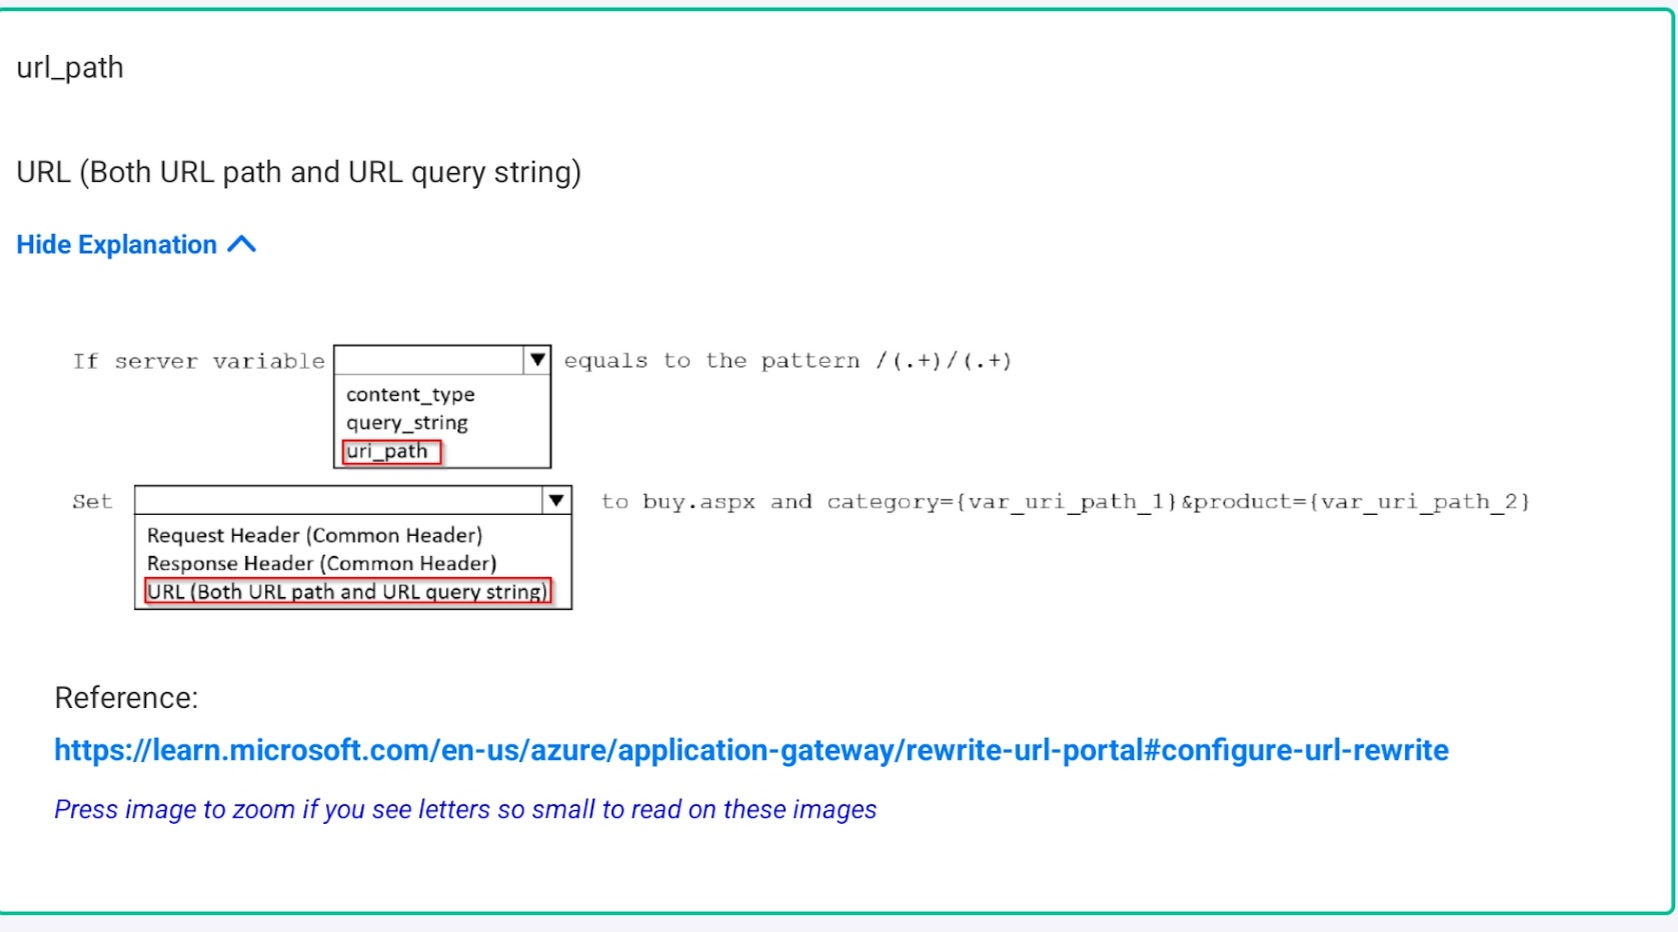 url_path
URL (Both URL path and URL query string)
Hide Explanation
If server variable equals to the pattern /(.+)/(.+)
content_type
query_string
uri_path
Set to buy.aspx and category={var_uri_path_1}&product={var_uri_path_2}
Request Header (Common Header)
Response Header (Common Header)
URL (Both URL path and URL query string)
Reference:
https://learn.microsoft.com/en-us/azure/application-gateway/rewrite-url-portal#configure-url-rewrite
Press image to zoom if you see letters so small to read on these images